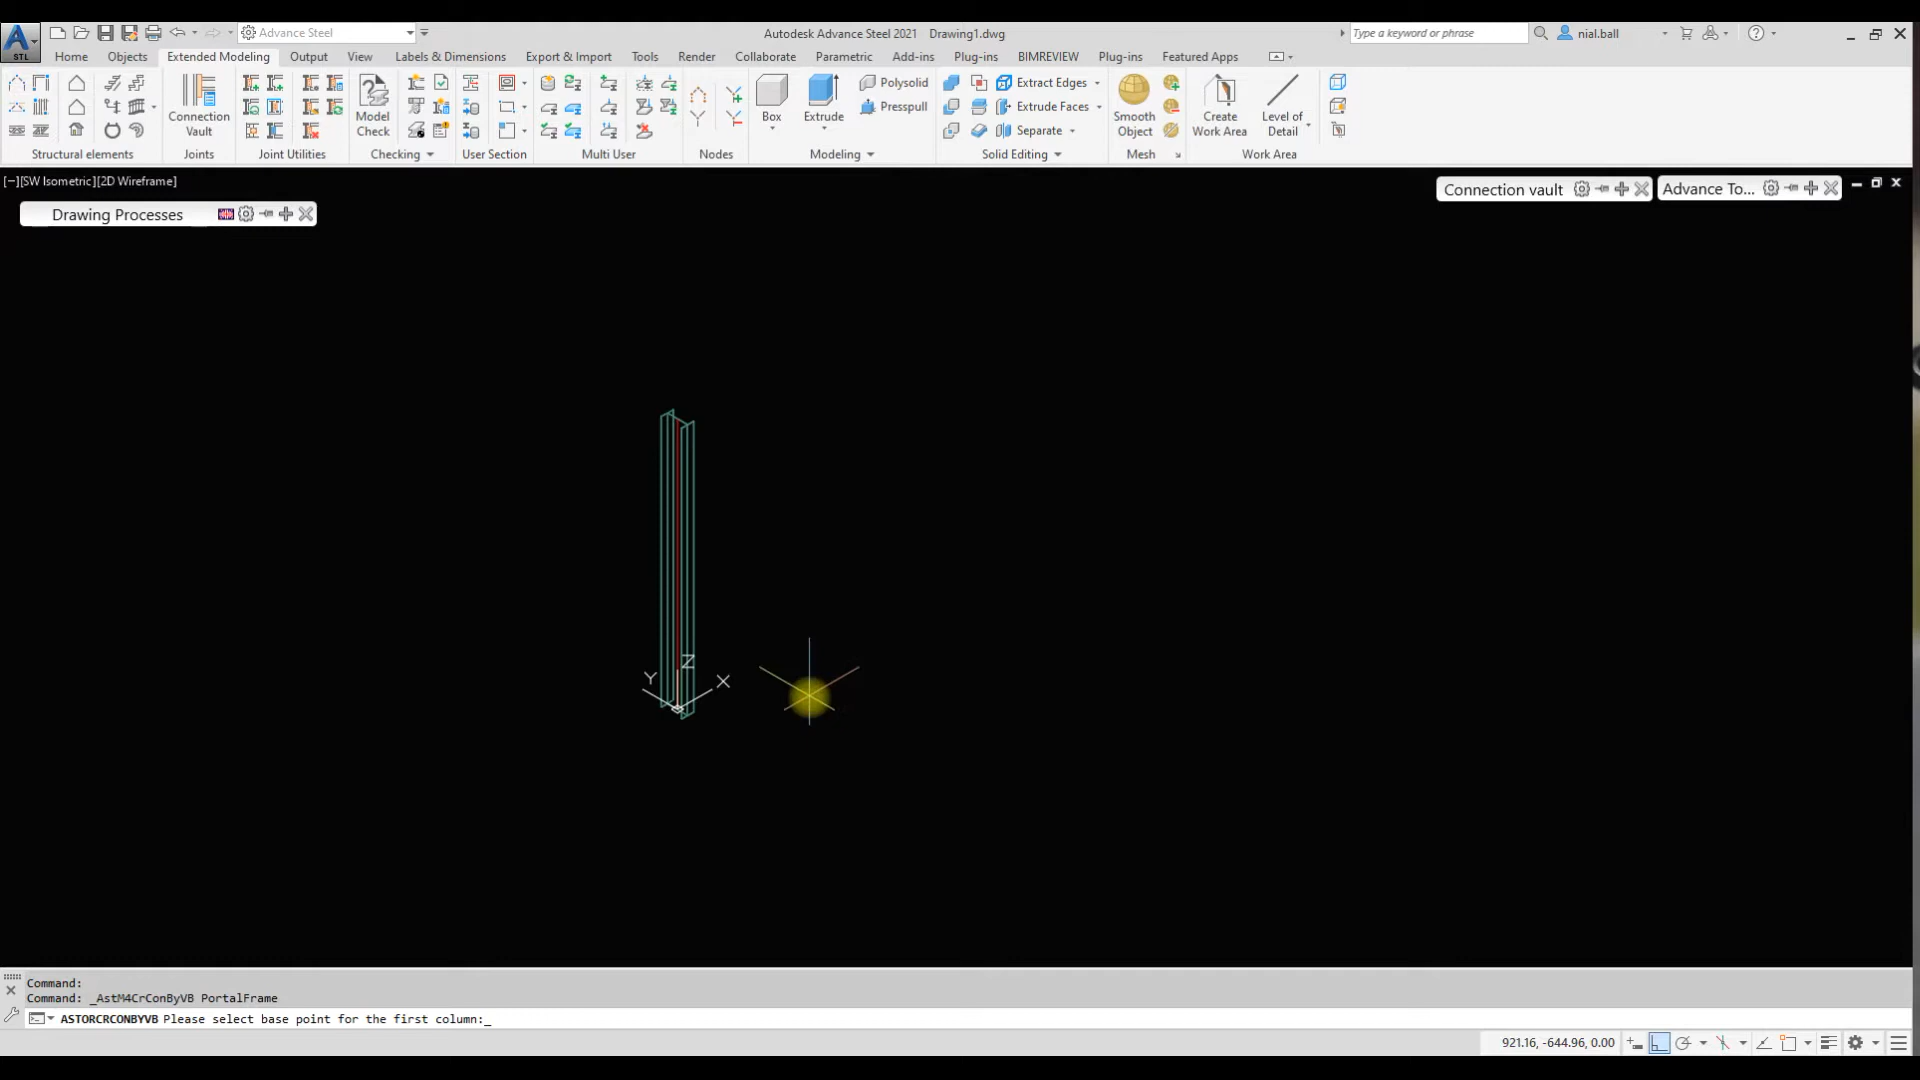 Advance Steel
Autodesk Advance Steel 2021 Drawing1.dwg
Type a keyword or phrase
nial.ball
STL
Home Objects Extended Modeling Output View Labels & Dimensions Export & Import Tools Render Collaborate Parametric Add-ins Plug-ins BIMREVIEW Plug-ins Featured Apps
Connection
Vault
Model
Check
Box
Extrude
Polysolid
Presspull
Extract Edges
Extrude Faces
Separate
Smooth
Object
Create
Work Area
Level of
Detail
Structural elements Joints Joint Utilities Checking User Section Multi User Nodes Modeling Solid Editing Mesh Work Area
[−][SW Isometric][2D Wireframe]
Connection vault
Advance To...
Drawing Processes
Z
Y
X
Command:
Command: _AstM4CrConByVB PortalFrame
ASTORCRCONBYVB Please select base point for the first column:
921.16, -644.96, 0.00